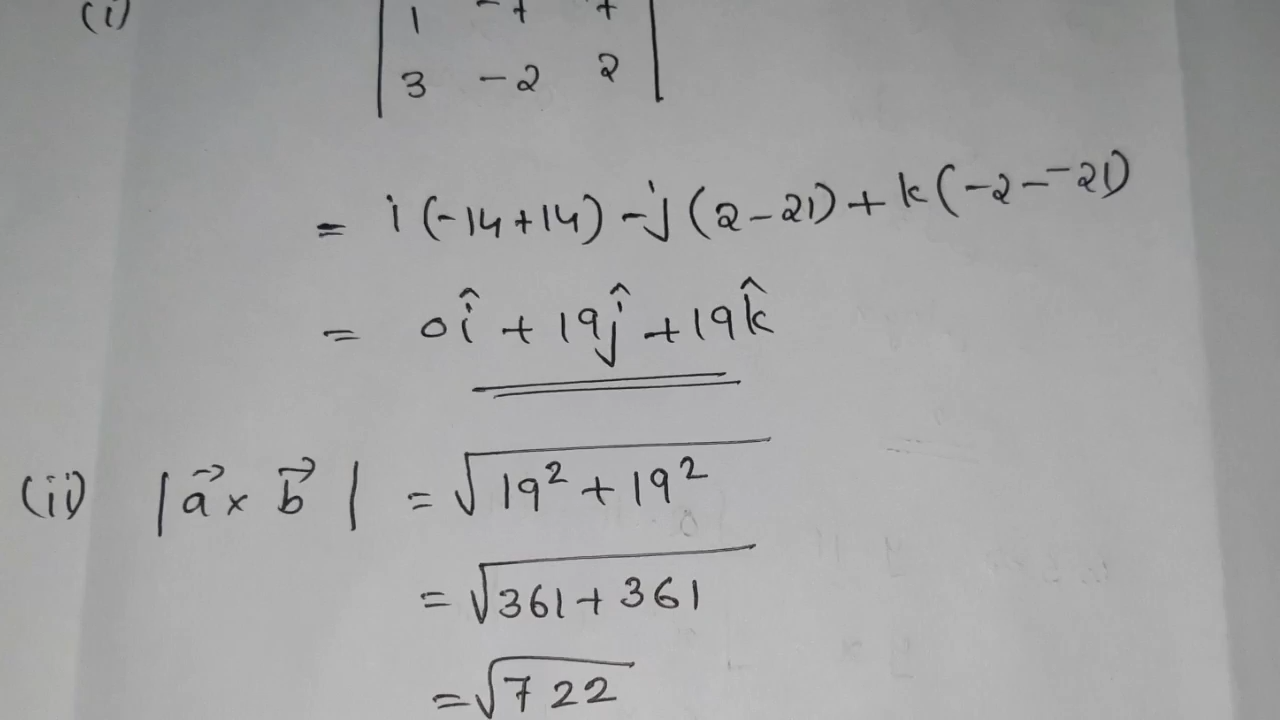 (i) | 1 -7 7 |
| 3 -2 2 |
= i (-14+14) -j (2-21) + k (-2--21)
= 0î + 19ĵ + 19k̂
(ii) |a⃗ × b⃗| = √(19² + 19²)
= √(361 + 361)
= √722